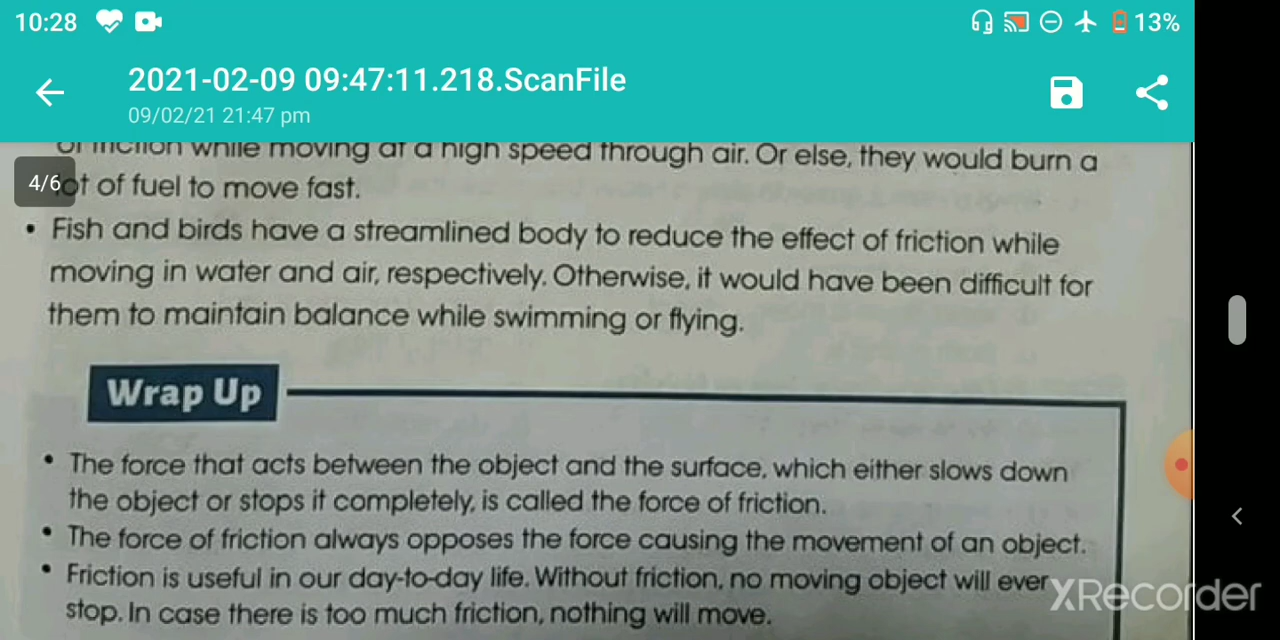 10:28
13%
2021-02-09 09:47:11.218.ScanFile
09/02/21 21:47 pm
of friction while moving at a high speed through air. Or else, they would burn a
4/6
lot of fuel to move fast.
• Fish and birds have a streamlined body to reduce the effect of friction while
moving in water and air, respectively. Otherwise, it would have been difficult for
them to maintain balance while swimming or flying.
Wrap Up
• The force that acts between the object and the surface, which either slows down
the object or stops it completely, is called the force of friction.
• The force of friction always opposes the force causing the movement of an object.
• Friction is useful in our day-to-day life. Without friction, no moving object will ever
stop. In case there is too much friction, nothing will move.
XRecorder